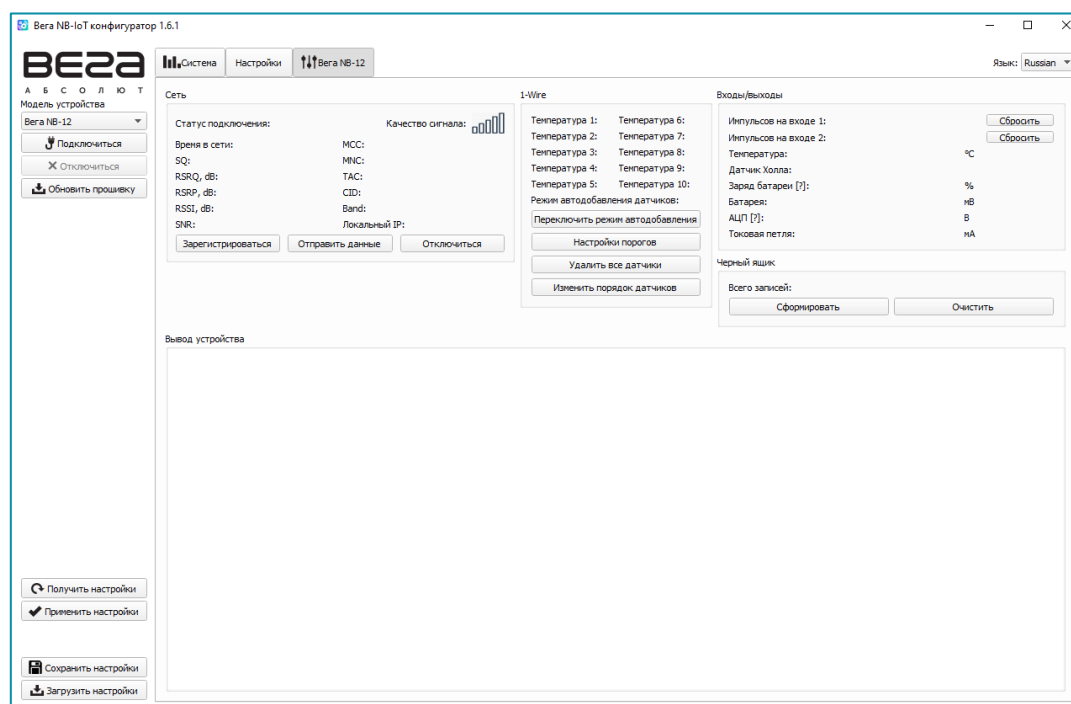 Вега NB-IoT конфигуратор 1.6.1
ВЕГА
АБСОЛЮТ
Модель устройства
Вега NB-12
Подключиться
Отключиться
Обновить прошивку
Получить настройки
Применить настройки
Сохранить настройки
Загрузить настройки
Система Настройки Вега NB-12
Язык: Russian
Сеть
Статус подключения: Качество сигнала:
Время в сети: MCC:
SQ: MNC:
RSRQ, dB: TAC:
RSRP, dB: CID:
RSSI, dB: Band:
SNR: Локальный IP:
Зарегистрироваться Отправить данные Отключиться
1-Wire
Температура 1: Температура 6:
Температура 2: Температура 7:
Температура 3: Температура 8:
Температура 4: Температура 9:
Температура 5: Температура 10:
Режим автодобавления датчиков:
Переключить режим автодобавления
Настройки порогов
Удалить все датчики
Изменить порядок датчиков
Входы/выходы
Импульсов на входе 1: Сбросить
Импульсов на входе 2: Сбросить
Температура: °C
Датчик Холла:
Заряд батареи [?]: %
Батарея: мВ
АЦП [?]: В
Токовая петля: мА
Черный ящик
Всего записей:
Сформировать Очистить
Вывод устройства